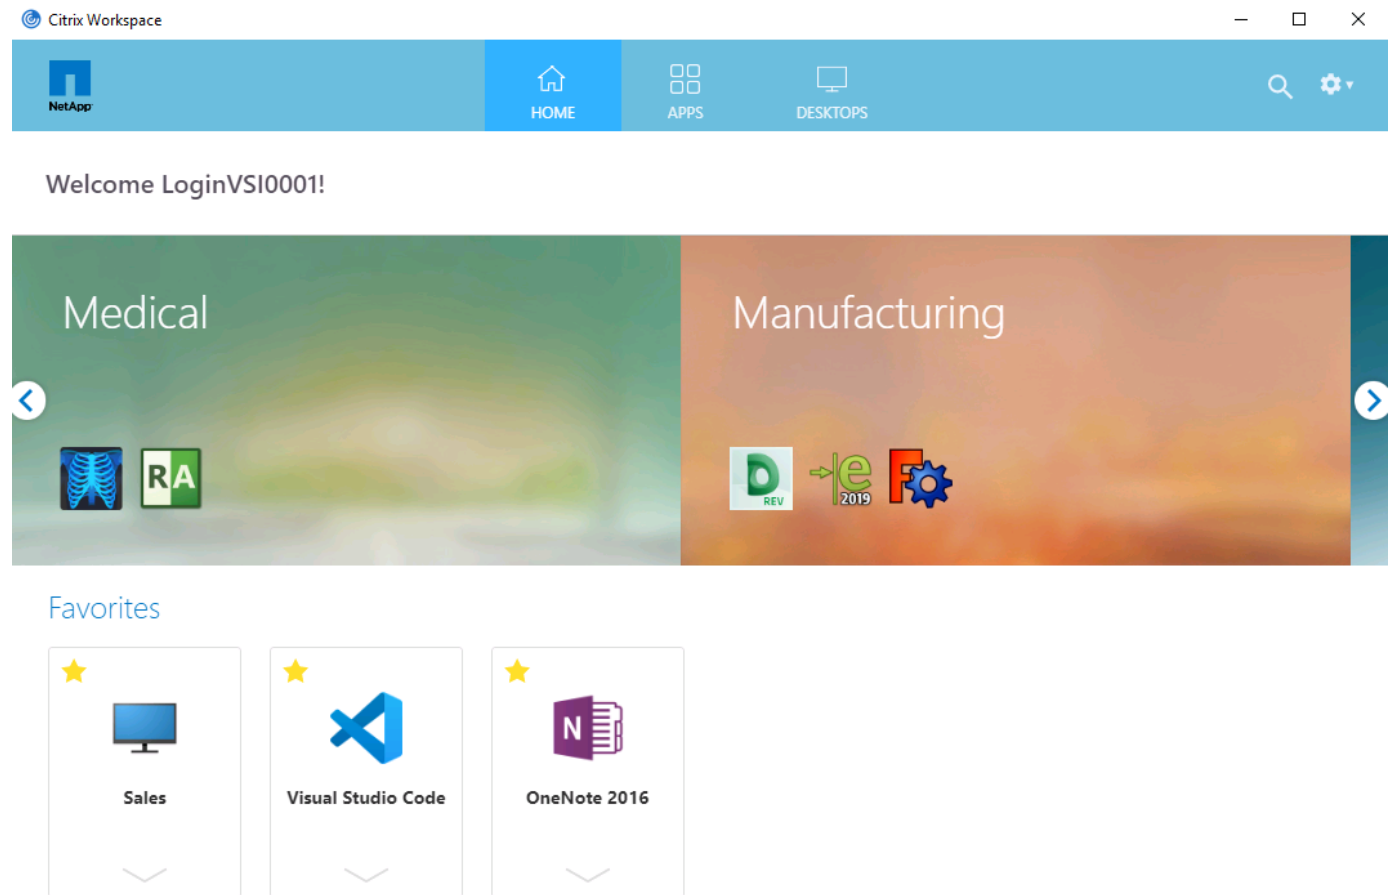 Citrix Workspace
NetApp
HOME
APPS
DESKTOPS
Welcome LoginVSI0001!
Medical
Manufacturing
RA
D
REV
e
2019
F
Favorites
N
Sales
Visual Studio Code
OneNote 2016